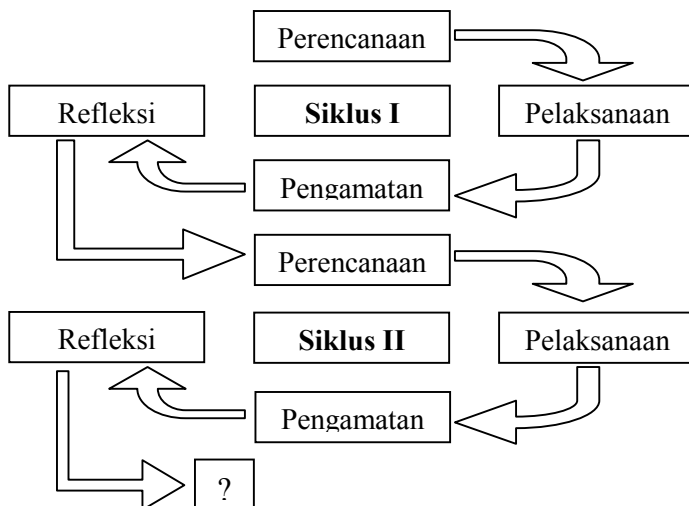 Perencanaan
Refleksi
Siklus I
Pelaksanaan
Pengamatan
Perencanaan
Refleksi
Siklus II
Pelaksanaan
Pengamatan
?